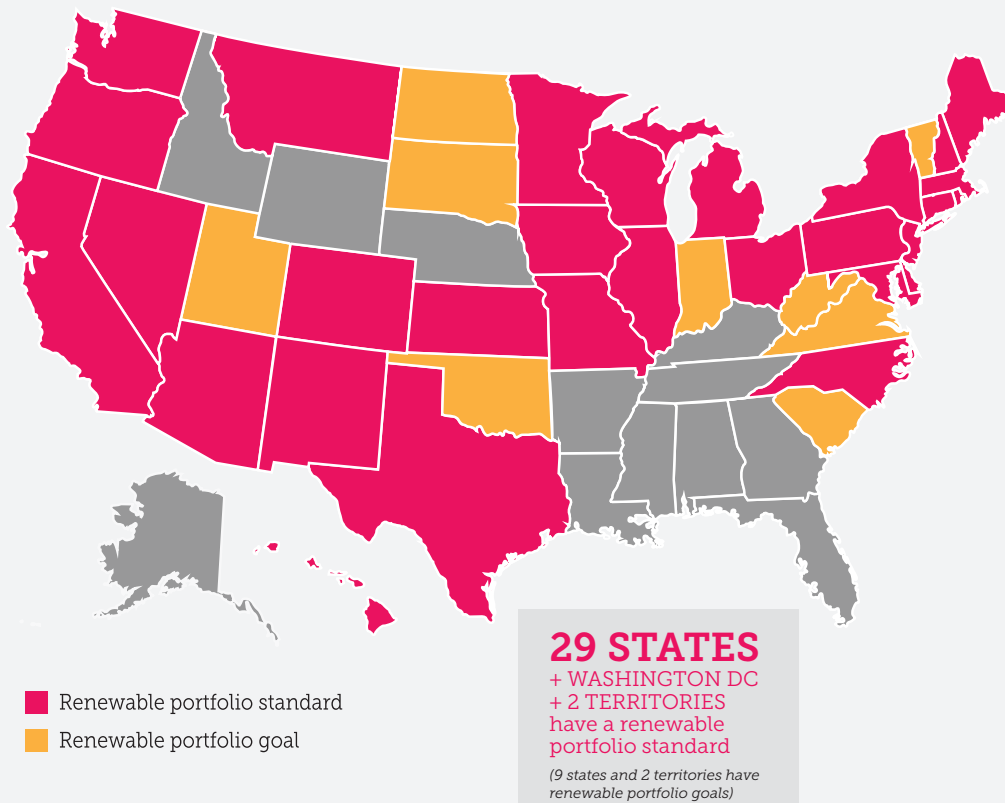 29 STATES
+ WASHINGTON DC
+ 2 TERRITORIES
have a renewable
portfolio standard
(9 states and 2 territories have
renewable portfolio goals)
Renewable portfolio standard
Renewable portfolio goal